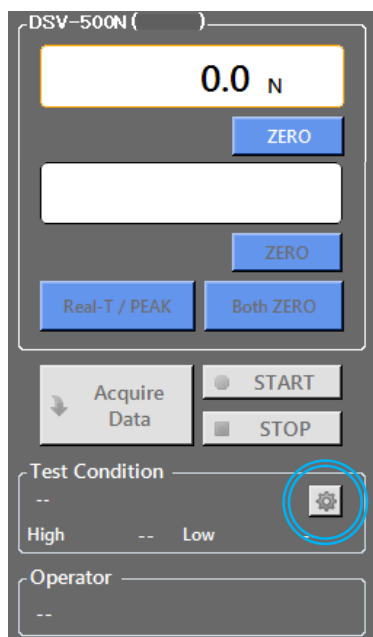 DSV-500N( )
0.0 N
ZERO
ZERO
Real-T / PEAK Both ZERO
Acquire Data
START
STOP
Test Condition
--
High -- Low
Operator
--